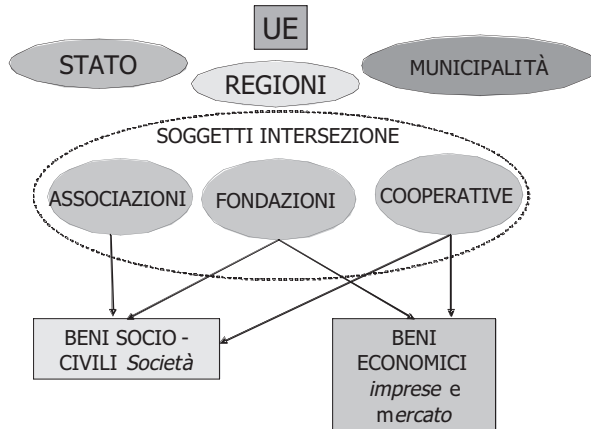 UE
STATO
MUNICIPALITÀ
REGIONI
SOGGETTI INTERSEZIONE
ASSOCIAZIONI
FONDAZIONI
COOPERATIVE
BENI SOCIO -
CIVILI Società
BENI
ECONOMICI
imprese e
mercato